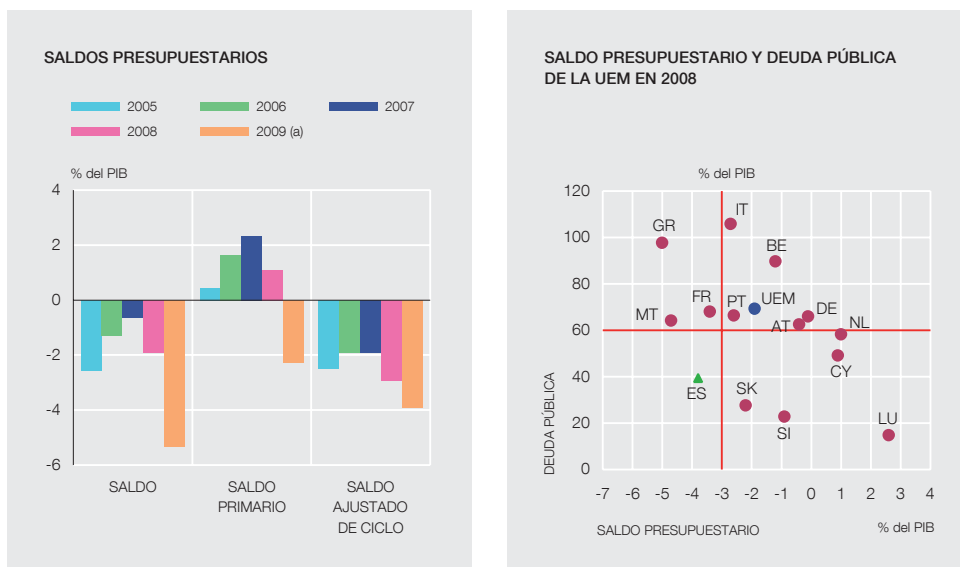 SALDOS PRESUPUESTARIOS
2005 2006 2007
2008 2009 (a)
% del PIB
4
2
0
-2
-4
-6
SALDO
SALDO
PRIMARIO
SALDO
AJUSTADO
DE CICLO
SALDO PRESUPUESTARIO Y DEUDA PÚBLICA
DE LA UEM EN 2008
% del PIB
120
100
80
60
40
20
0
DEUDA PÚBLICA
GR
IT
BE
FR
PT
UEM
DE
MT
AT
NL
CY
ES
SK
SI
LU
-7 -6 -5 -4 -3 -2 -1 0 1 2 3 4
SALDO PRESUPUESTARIO
% del PIB